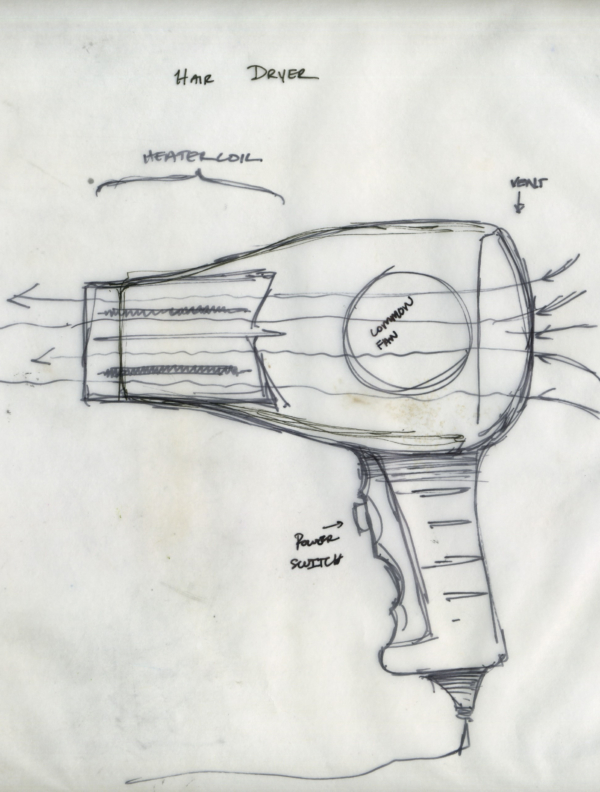 HAIR DRYER
HEATER COIL
VENT
COMMON
FAN
POWER
SWITCH